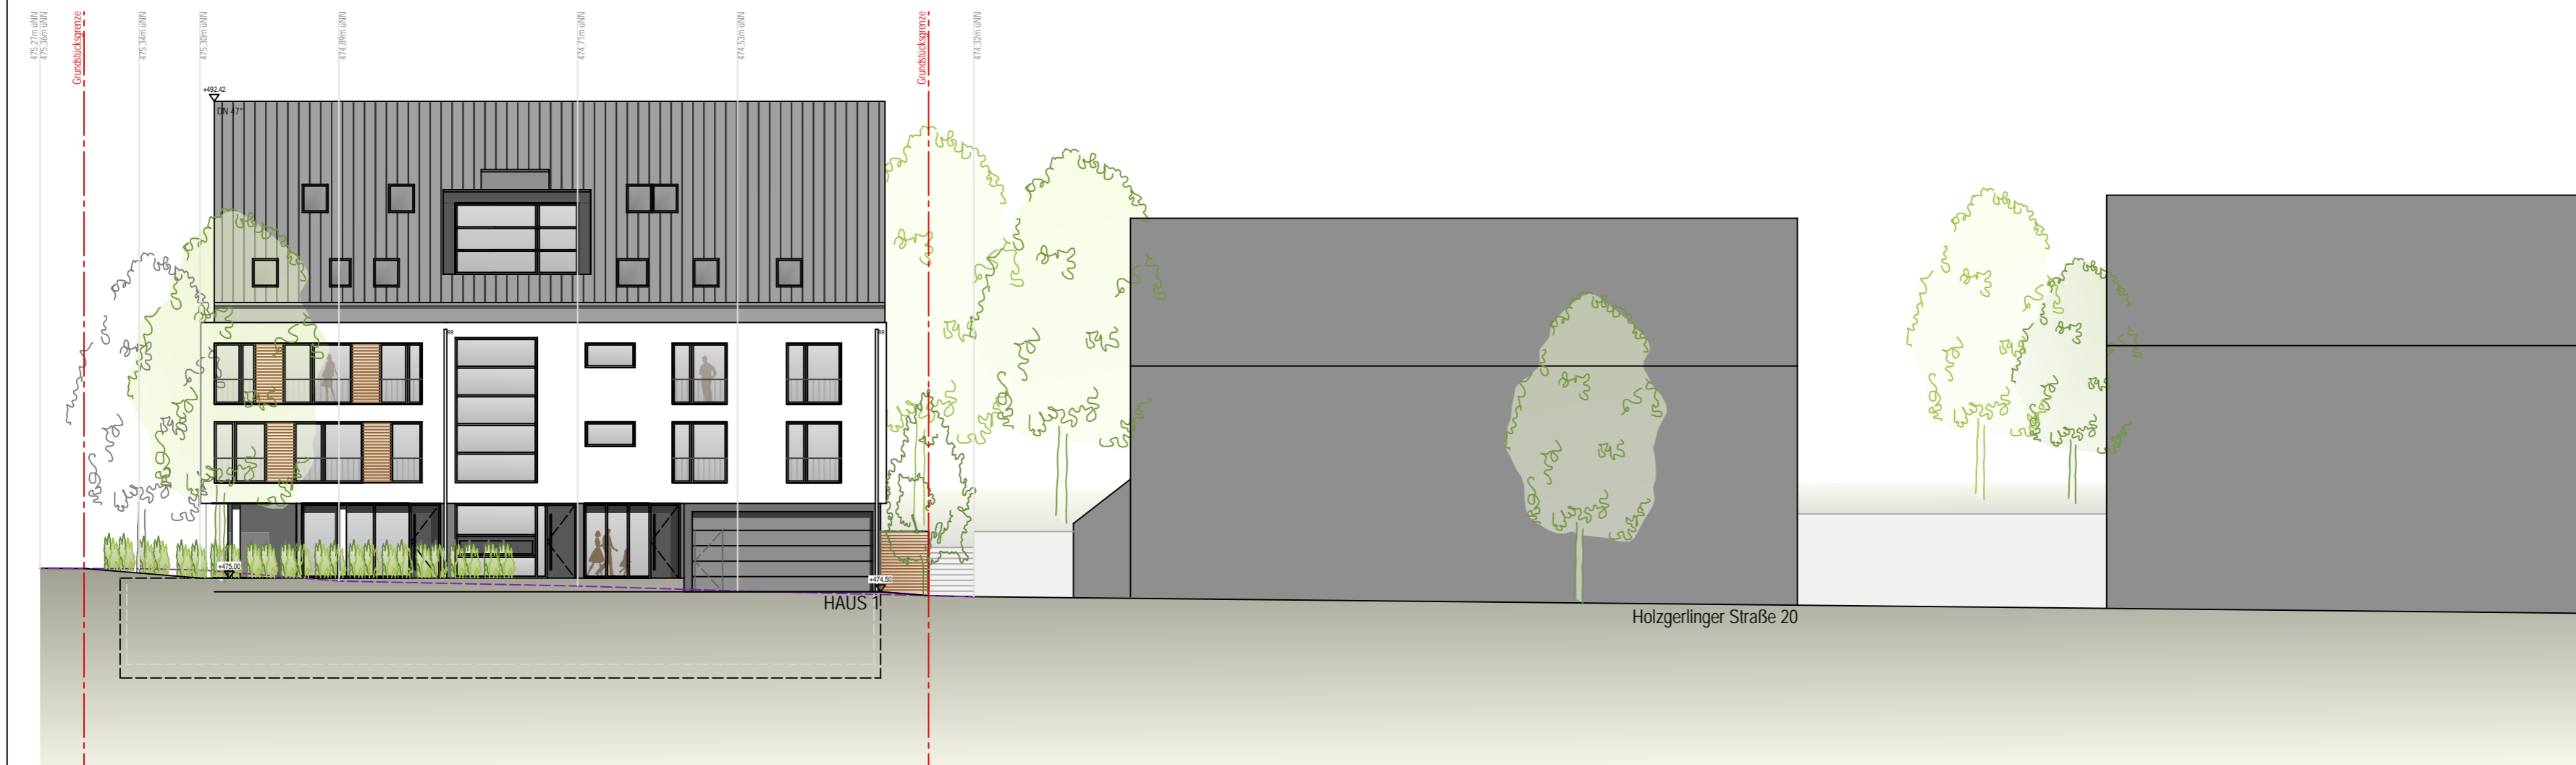 475.27m üNN
475.36m üNN
Grundstücksgrenze
475.34m üNN
475.30m üNN
474.89m üNN
474.71m üNN
474.53m üNN
Grundstücksgrenze
474.32m üNN
+492.42
DN 47°
RR
RR
+475.00
+474.50
HAUS 1
Holzgerlinger Straße 20